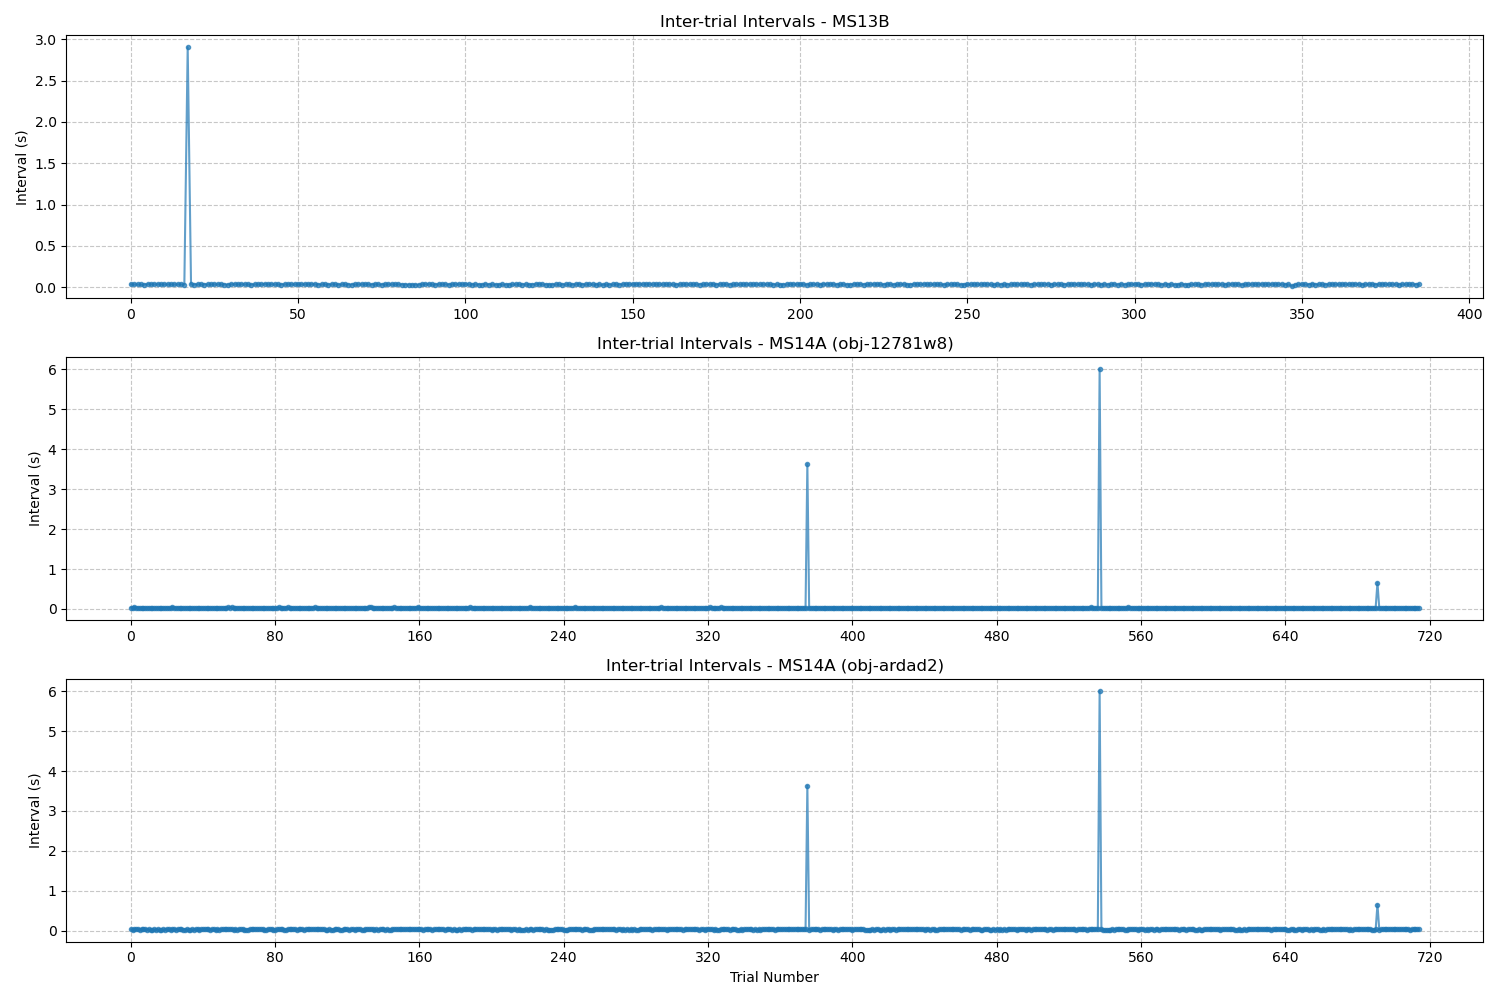 Inter-trial Intervals - MS13B
Interval (s)
3.0
2.5
2.0
1.5
1.0
0.5
0.0
0 50 100 150 200 250 300 350 400
Inter-trial Intervals - MS14A (obj-12781w8)
Interval (s)
6
5
4
3
2
1
0
0 80 160 240 320 400 480 560 640 720
Inter-trial Intervals - MS14A (obj-ardad2)
Interval (s)
6
5
4
3
2
1
0
0 80 160 240 320 400 480 560 640 720
Trial Number